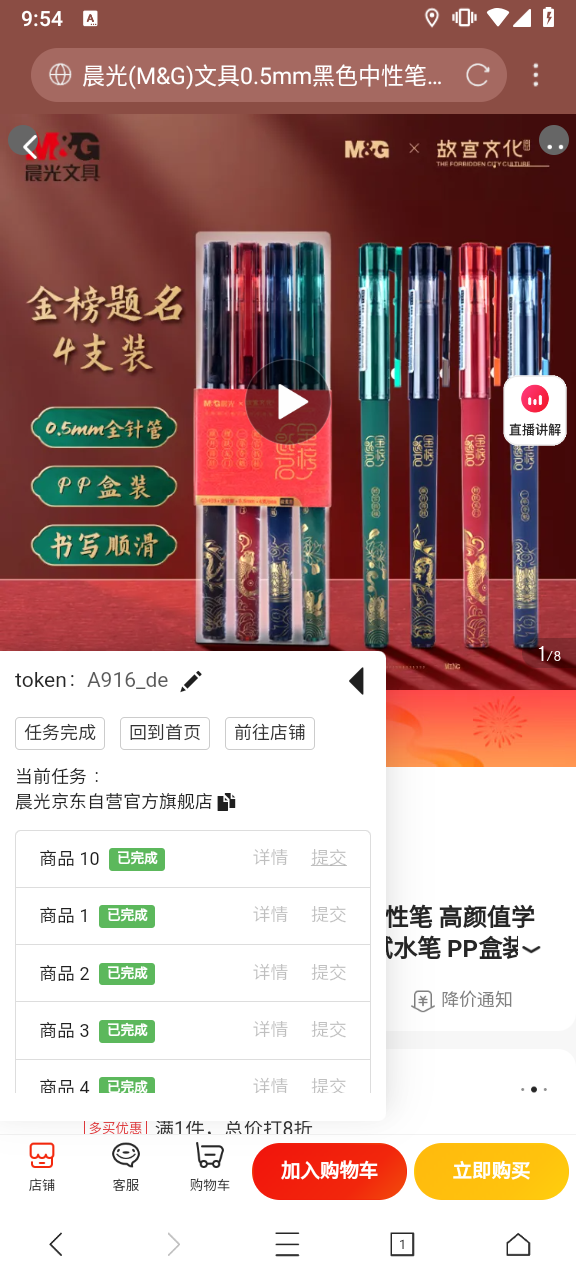 9:54
A
晨光(M&G)文具0.5mm黑色中性笔...
M&G
晨光文具
M&G × 故宫文化
THE FORBIDDEN CITY CULTURE
金榜题名
4支装
0.5mm全针管
PP盒装
书写顺滑
直播讲解
1/8
token： A916_de
任务完成
回到首页
前往店铺
当前任务：
晨光京东自营官方旗舰店
商品 10 已完成 详情 提交
商品 1 已完成 详情 提交
商品 2 已完成 详情 提交
商品 3 已完成 详情 提交
商品 4 已完成 详情 提交
性笔 高颜值学
试水笔 PP盒装
降价通知
多买优惠 满1件，总价打8折
店铺
客服
购物车
加入购物车
立即购买
1